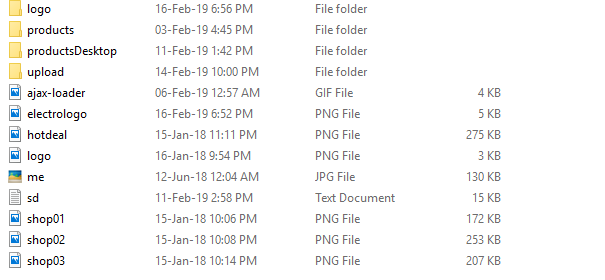 logo 16-Feb-19 6:56 PM File folder
products 03-Feb-19 4:45 PM File folder
productsDesktop 11-Feb-19 1:42 PM File folder
upload 14-Feb-19 10:00 PM File folder
ajax-loader 06-Feb-19 12:57 AM GIF File 4 KB
electrologo 16-Feb-19 6:52 PM PNG File 5 KB
hotdeal 15-Jan-18 11:11 PM PNG File 275 KB
logo 16-Jan-18 9:54 PM PNG File 3 KB
me 12-Jun-18 12:04 AM JPG File 130 KB
sd 11-Feb-19 2:58 PM Text Document 15 KB
shop01 15-Jan-18 10:06 PM PNG File 172 KB
shop02 15-Jan-18 10:08 PM PNG File 253 KB
shop03 15-Jan-18 10:14 PM PNG File 207 KB